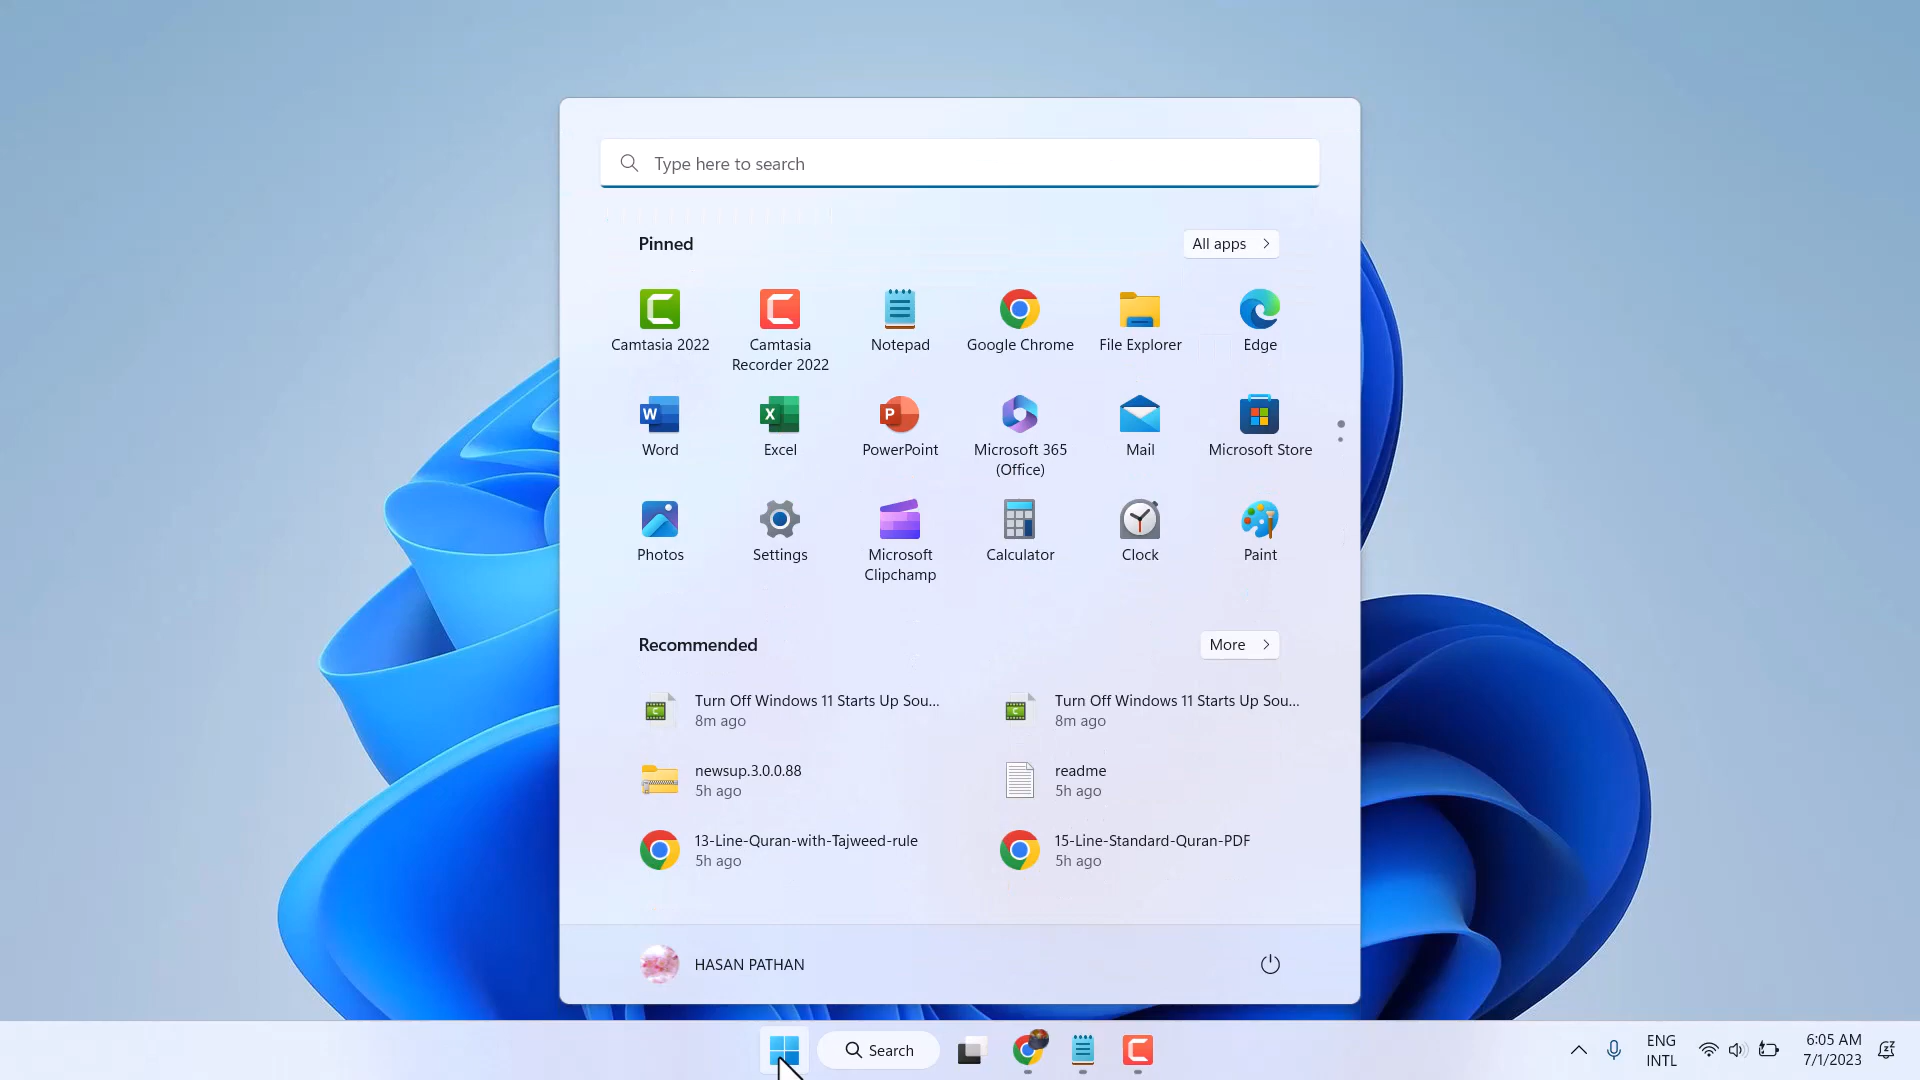 Type here to search
Pinned
All apps
Camtasia 2022
Camtasia
Recorder 2022
Notepad
Google Chrome
File Explorer
Edge
Word
Excel
PowerPoint
Microsoft 365
(Office)
Mail
Microsoft Store
Photos
Settings
Microsoft
Clipchamp
Calculator
Clock
Paint
Recommended
More
Turn Off Windows 11 Starts Up Sou...
8m ago
Turn Off Windows 11 Starts Up Sou...
8m ago
newsup.3.0.0.88
5h ago
readme
5h ago
13-Line-Quran-with-Tajweed-rule
5h ago
15-Line-Standard-Quran-PDF
5h ago
HASAN PATHAN
Search
ENG
INTL
6:05 AM
7/1/2023